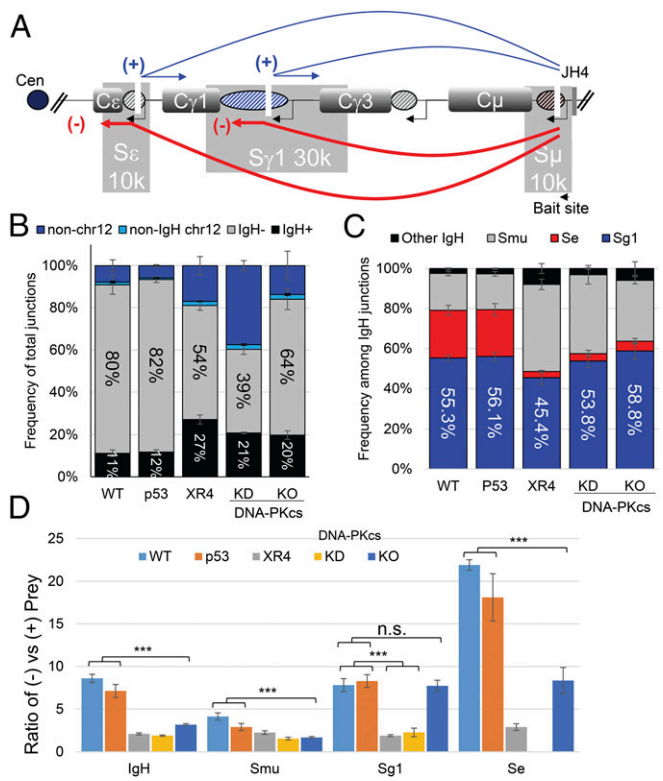 A
(+)
(+)
JH4
Cen
Cε
Cγ1
Cγ3
Cμ
(-)
(-)
Sε
10k
Sγ1 30k
Sμ
10k
Bait site
B
non-chr12
non-IgH chr12
IgH-
IgH+
Frequency of total junctions
100%
80%
60%
40%
20%
0%
80%
82%
54%
39%
64%
11%
12%
27%
21%
20%
WT
p53
XR4
KD
KO
DNA-PKcs
C
Other IgH
Smu
Se
Sg1
Frequency among IgH junctions
100%
80%
60%
40%
20%
0%
55.3%
56.1%
45.4%
53.8%
58.8%
WT
P53
XR4
KD
KO
DNA-PKcs
D
DNA-PKcs
WT
p53
XR4
KD
KO
Ratio of (-) vs (+) Prey
25
20
15
10
5
0
***
***
n.s.
***
***
IgH
Smu
Sg1
Se